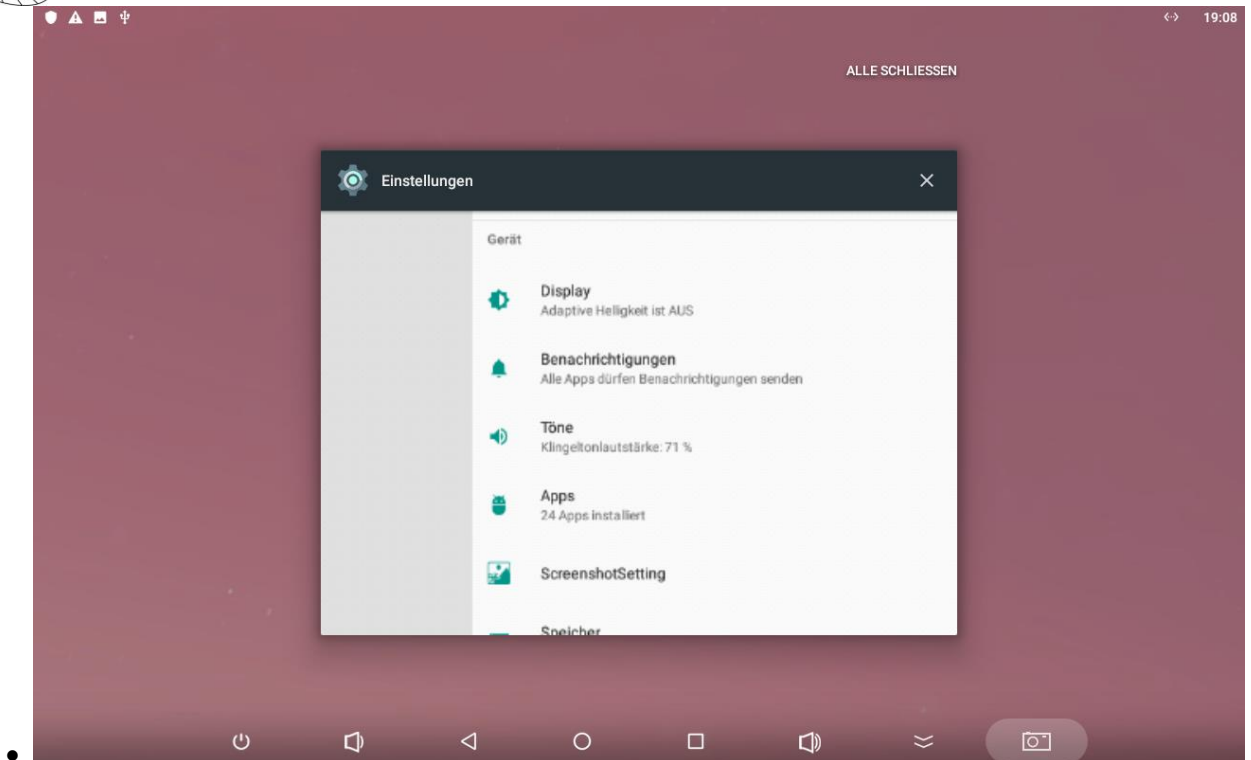 19:08
ALLE SCHLIESSEN
Einstellungen
Gerät
Display
Adaptive Helligkeit ist AUS
Benachrichtigungen
Alle Apps dürfen Benachrichtigungen senden
Töne
Klingeltonlautstärke: 71 %
Apps
24 Apps installiert
ScreenshotSetting
Speicher